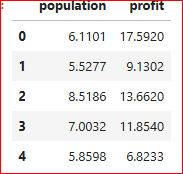 population profit
0 6.1101 17.5920
1 5.5277 9.1302
2 8.5186 13.6620
3 7.0032 11.8540
4 5.8598 6.8233